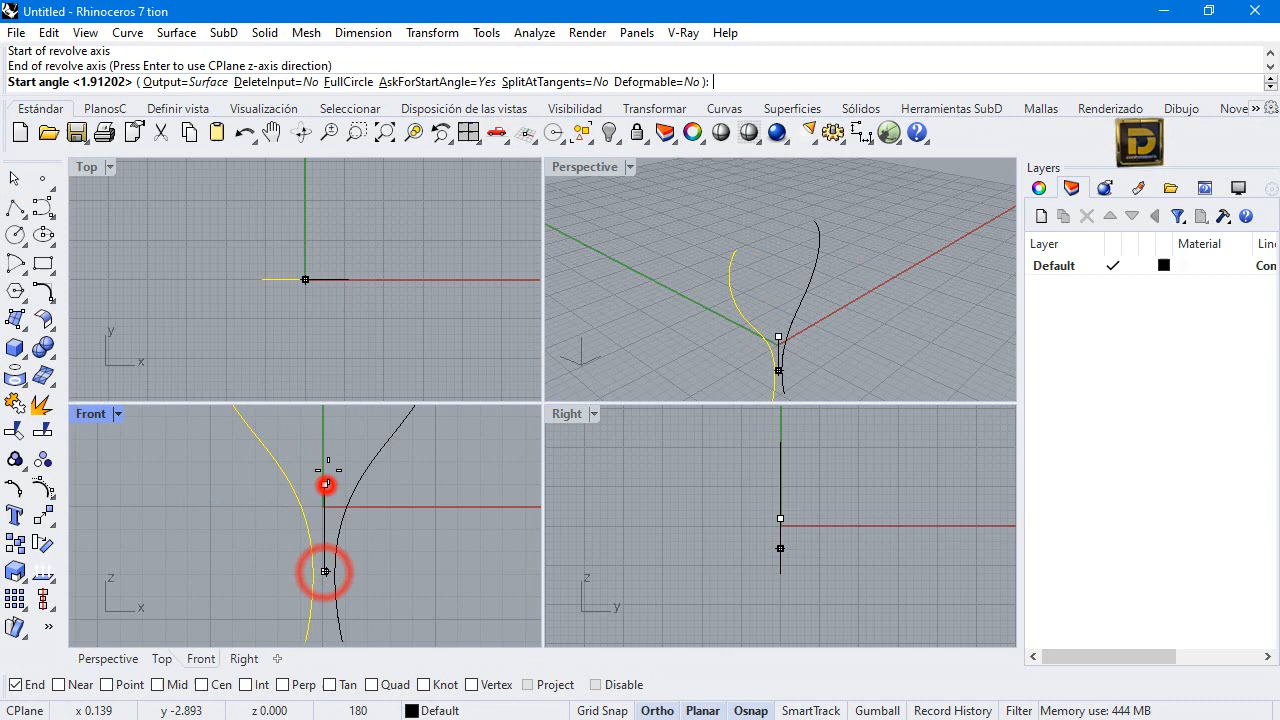 Untitled - Rhinoceros 7 tion
File Edit View Curve Surface SubD Solid Mesh Dimension Transform Tools Analyze Render Panels V-Ray Help
Start of revolve axis
End of revolve axis (Press Enter to use CPlane z-axis direction)
Start angle <1.91202> ( Output=Surface DeleteInput=No FullCircle AskForStartAngle=Yes SplitAtTangents=No Deformable=No ):
Estándar PlanosC Definir vista Visualización Seleccionar Disposición de las vistas Visibilidad Transformar Curvas Superficies Sólidos Herramientas SubD Mallas Renderizado Dibujo Nove »
Top
Perspective
Layers
Layer Material Line
Default Con
y
x
Front
Right
z
x
z
y
Perspective Top Front Right
End Near Point Mid Cen Int Perp Tan Quad Knot Vertex Project Disable
CPlane x 0.139 y -2.893 z 0.000 180 Default Grid Snap Ortho Planar Osnap SmartTrack Gumball Record History Filter Memory use: 444 MB